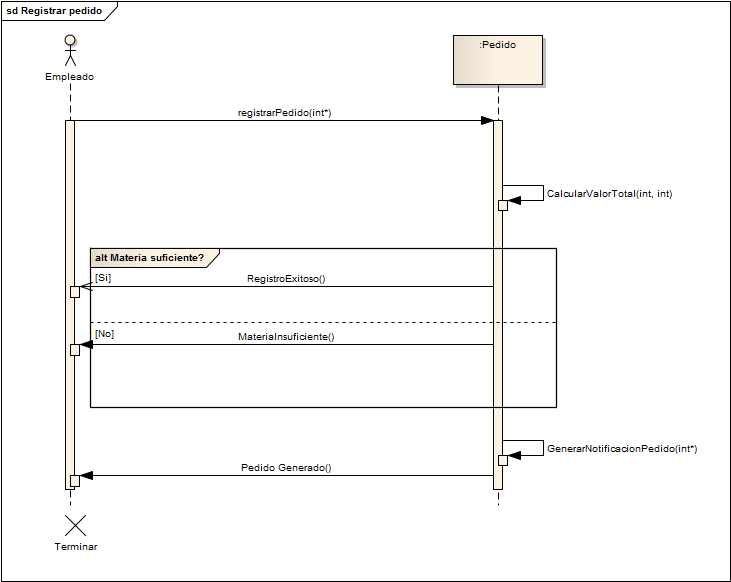 sd Registrar pedido
Empleado
:Pedido
registrarPedido(int*)
CalcularValorTotal(int, int)
alt Materia suficiente?
[Si]
RegistroExitoso()
[No]
MateriaInsuficiente()
GenerarNotificacionPedido(int*)
Pedido Generado()
Terminar